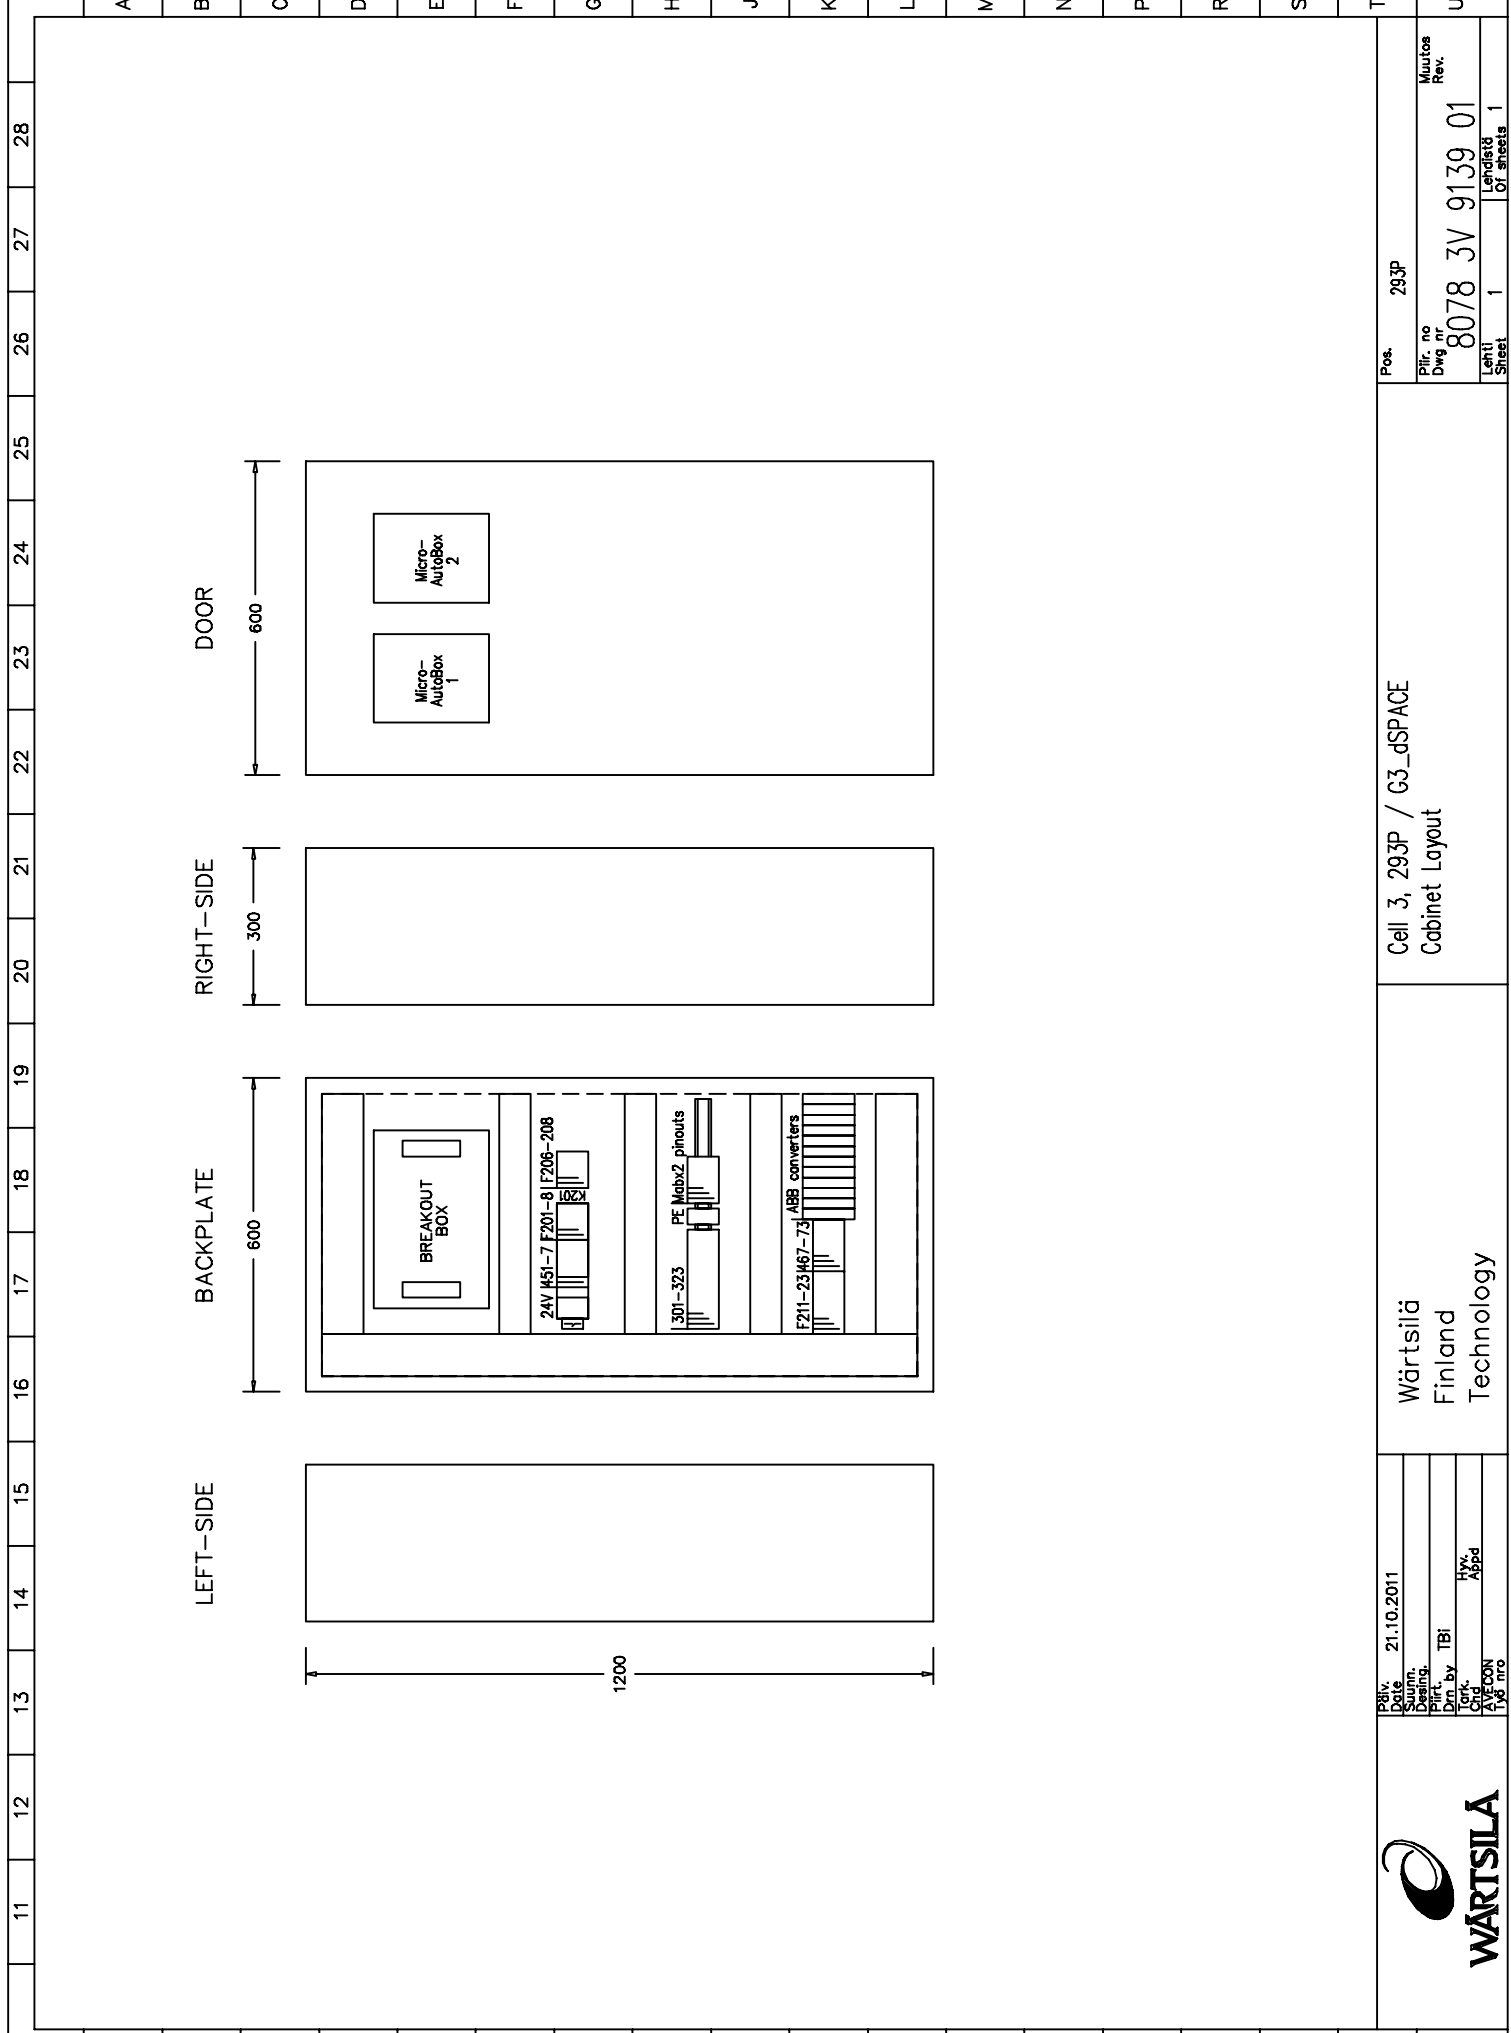 11 12 13 14 15 16 17 18 19 20 21 22 23 24 25 26 27 28
A
B
C
D
E
F
G
H
J
K
L
M
N
P
R
S
T
U
LEFT-SIDE
BACKPLATE
RIGHT-SIDE
DOOR
600
300
600
1200
BREAKOUT
BOX
24V
451-7
F201-8
K201
F206-208
301-323
PE
Mabx2 pinouts
F211-23
467-73
ABB converters
Micro-
AutoBox
1
Micro-
AutoBox
2
WÄRTSILÄ
Päiv.
Date
21.10.2011
Suunn.
Desing.
Piirt.
Drn by
TBi
Tark.
Chd
Hyv.
Appd
AVECON
Työ nro
Wärtsilä
Finland
Technology
Cell 3, 293P / G3_dSPACE
Cabinet Layout
Pos.
293P
Piir. no
Dwg nr
8078 3V 9139 01
Muutos
Rev.
Lehti
Sheet
1
Lehdistä
Of sheets
1